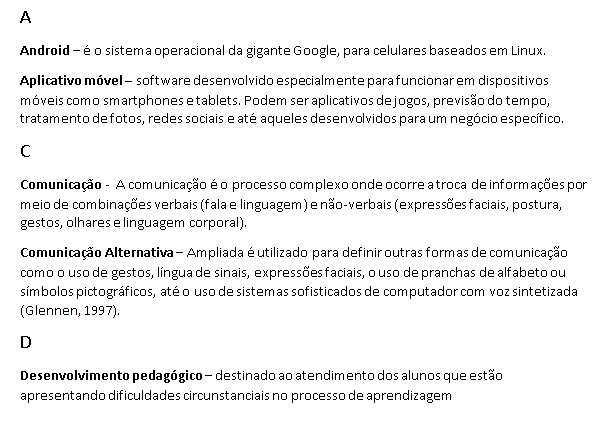 A
Android – é o sistema operacional da gigante Google, para celulares baseados em Linux.
Aplicativo móvel – software desenvolvido especialmente para funcionar em dispositivos
móveis como smartphones e tablets. Podem ser aplicativos de jogos, previsão do tempo,
tratamento de fotos, redes sociais e até aqueles desenvolvidos para um negócio específico.
C
Comunicação - A comunicação é o processo complexo onde ocorre a troca de informações por
meio de combinações verbais (fala e linguagem) e não-verbais (expressões faciais, postura,
gestos, olhares e linguagem corporal).
Comunicação Alternativa – Ampliada é utilizado para definir outras formas de comunicação
como o uso de gestos, língua de sinais, expressões faciais, o uso de pranchas de alfabeto ou
símbolos pictográficos, até o uso de sistemas sofisticados de computador com voz sintetizada
(Glennen, 1997).
D
Desenvolvimento pedagógico – destinado ao atendimento dos alunos que estão
apresentando dificuldades circunstanciais no processo de aprendizagem